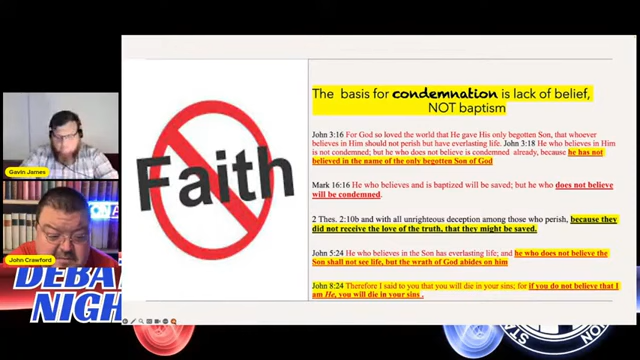 The basis for condemnation is lack of belief,
NOT baptism
John 3:16 For God so loved the world that He gave His only begotten Son, that whoever
believes in Him should not perish but have everlasting life. John 3:18 He who believes in Him
is not condemned; but he who does not believe is condemned already, because he has not
believed in the name of the only begotten Son of God
Mark 16:16 He who believes and is baptized will be saved; but he who does not believe
will be condemned.
2 Thes. 2:10b and with all unrighteous deception among those who perish, because they
did not receive the love of the truth, that they might be saved.
John 5:24 He who believes in the Son has everlasting life; and he who does not believe the
Son shall not see life, but the wrath of God abides on him
John 8:24 Therefore I said to you that you will die in your sins; for if you do not believe that I
am He, you will die in your sins .
Faith
Gavin James
John Crawford
DEBA
NIGH